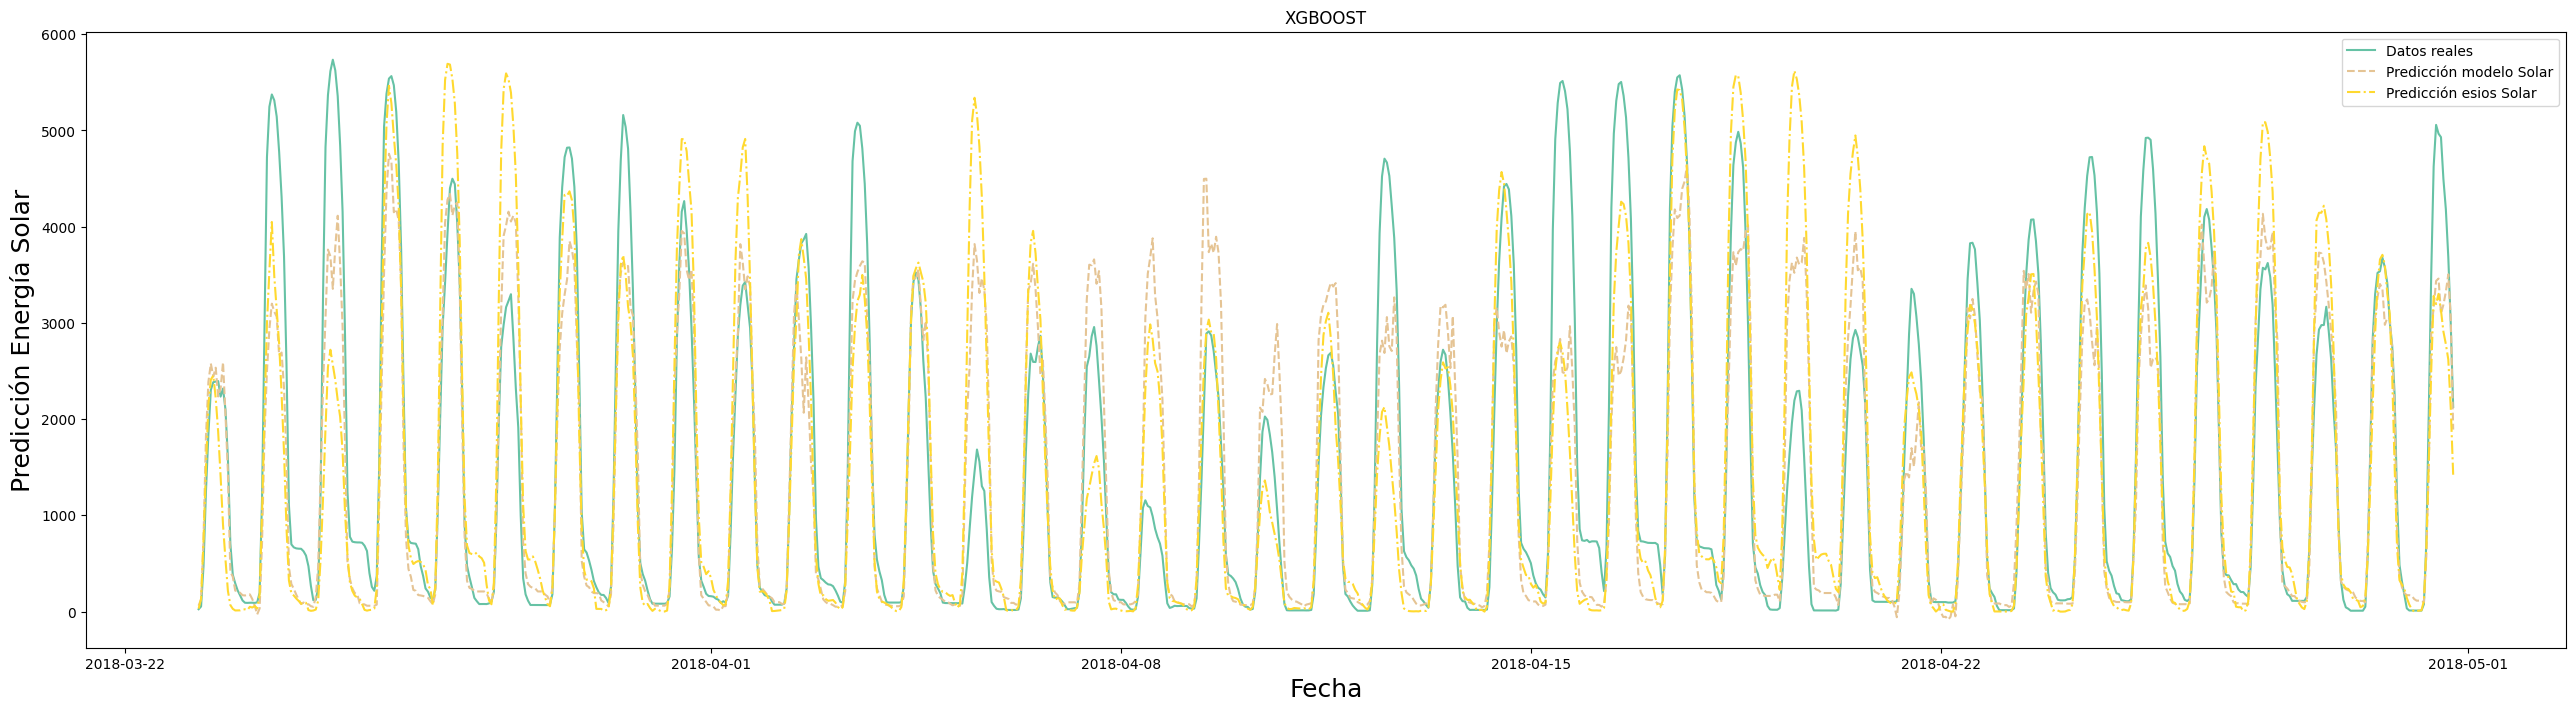 XGBOOST
Datos reales
Predicción modelo Solar
Predicción esios Solar
Predicción Energía Solar
6000
5000
4000
3000
2000
1000
0
2018-03-22
2018-04-01
2018-04-08
2018-04-15
2018-04-22
2018-05-01
Fecha